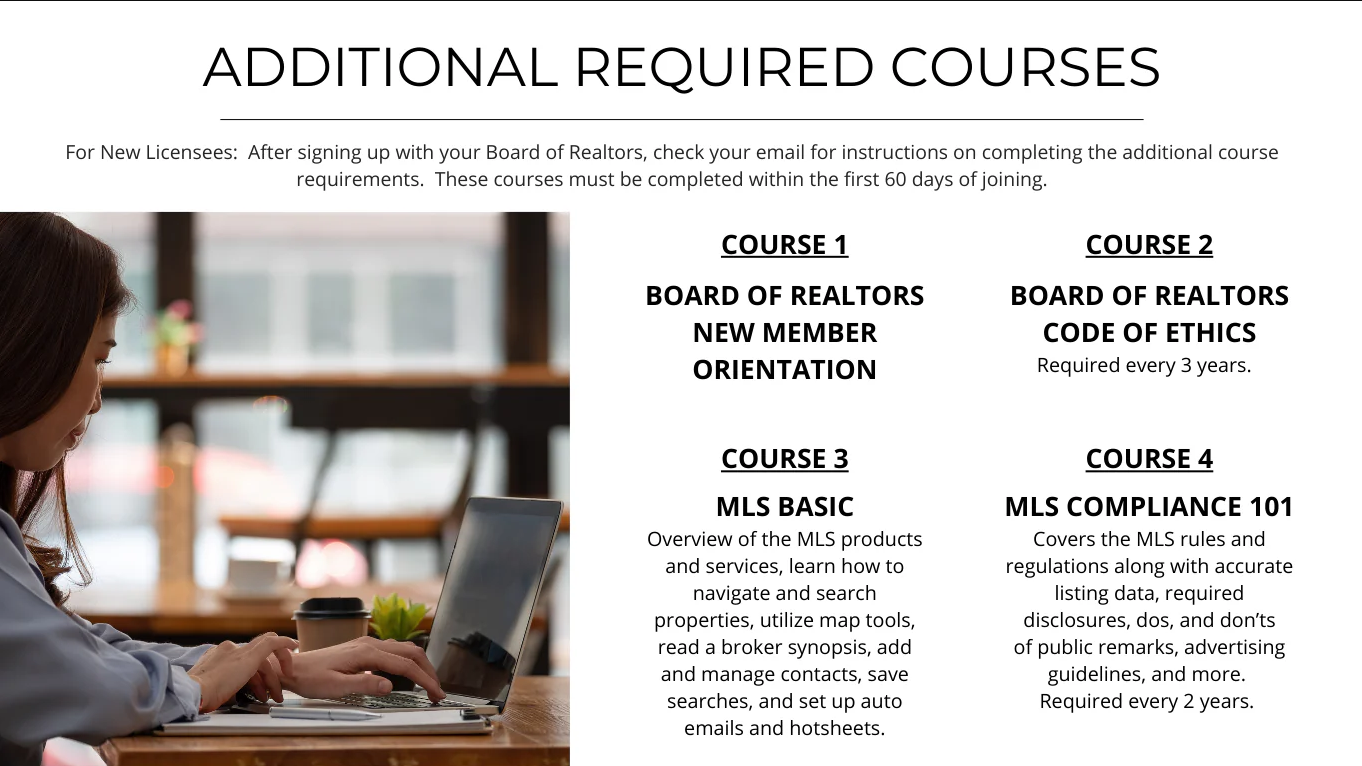 ADDITIONAL REQUIRED COURSES
For New Licensees:  After signing up with your Board of Realtors, check your email for instructions on completing the additional course
requirements.  These courses must be completed within the first 60 days of joining.
COURSE 1
BOARD OF REALTORS
NEW MEMBER
ORIENTATION
COURSE 2
BOARD OF REALTORS
CODE OF ETHICS
Required every 3 years.
COURSE 3
MLS BASIC
Overview of the MLS products
and services, learn how to
navigate and search
properties, utilize map tools,
read a broker synopsis, add
and manage contacts, save
searches, and set up auto
emails and hotsheets.
COURSE 4
MLS COMPLIANCE 101
Covers the MLS rules and
regulations along with accurate
listing data, required
disclosures, dos, and don’ts
of public remarks, advertising
guidelines, and more.
Required every 2 years.